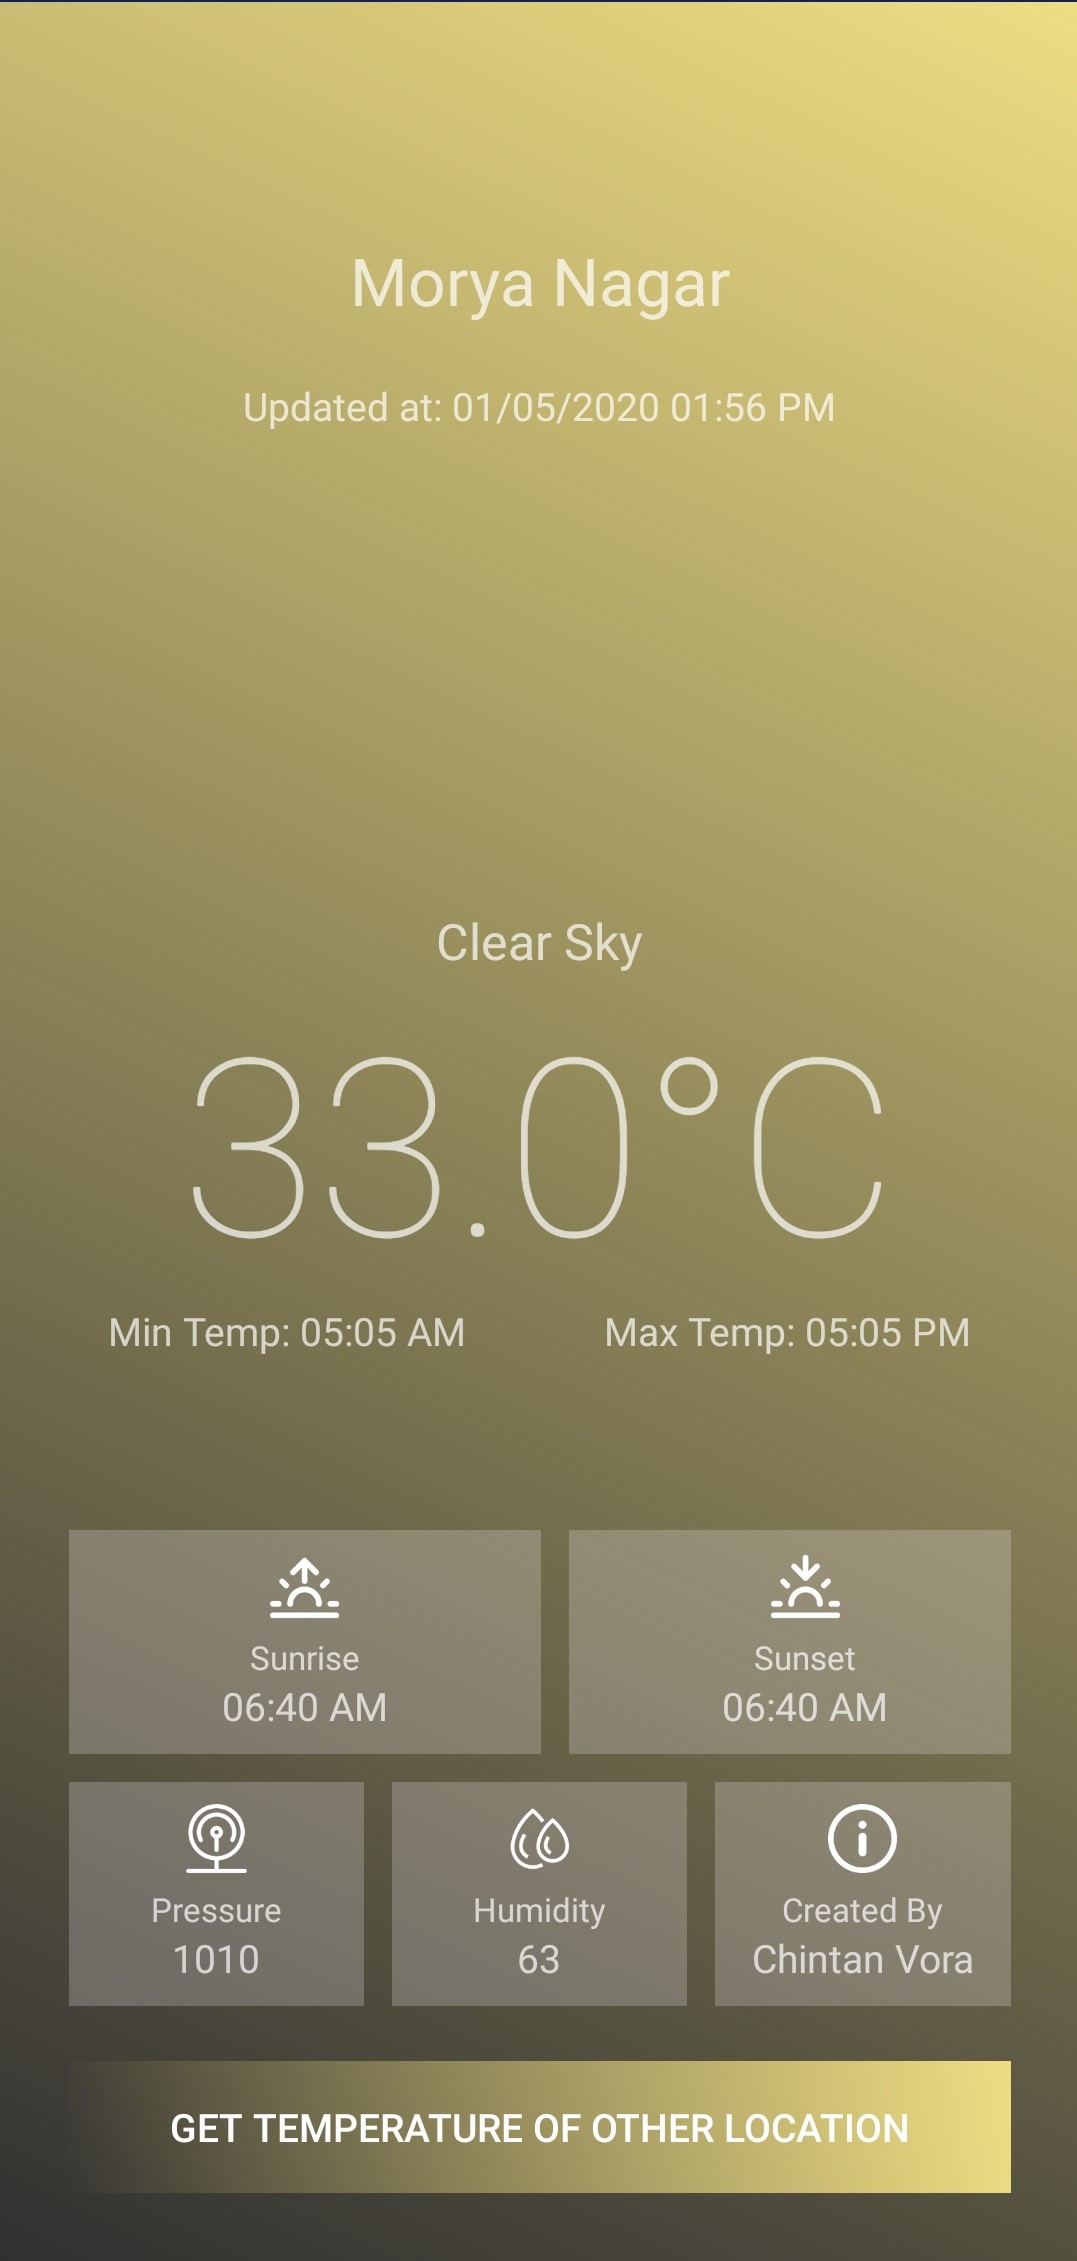 Morya Nagar
Updated at: 01/05/2020 01:56 PM
Clear Sky
33.0°C
Min Temp: 05:05 AM
Max Temp: 05:05 PM
Sunrise
06:40 AM
Sunset
06:40 AM
Pressure
1010
Humidity
63
Created By
Chintan Vora
GET TEMPERATURE OF OTHER LOCATION